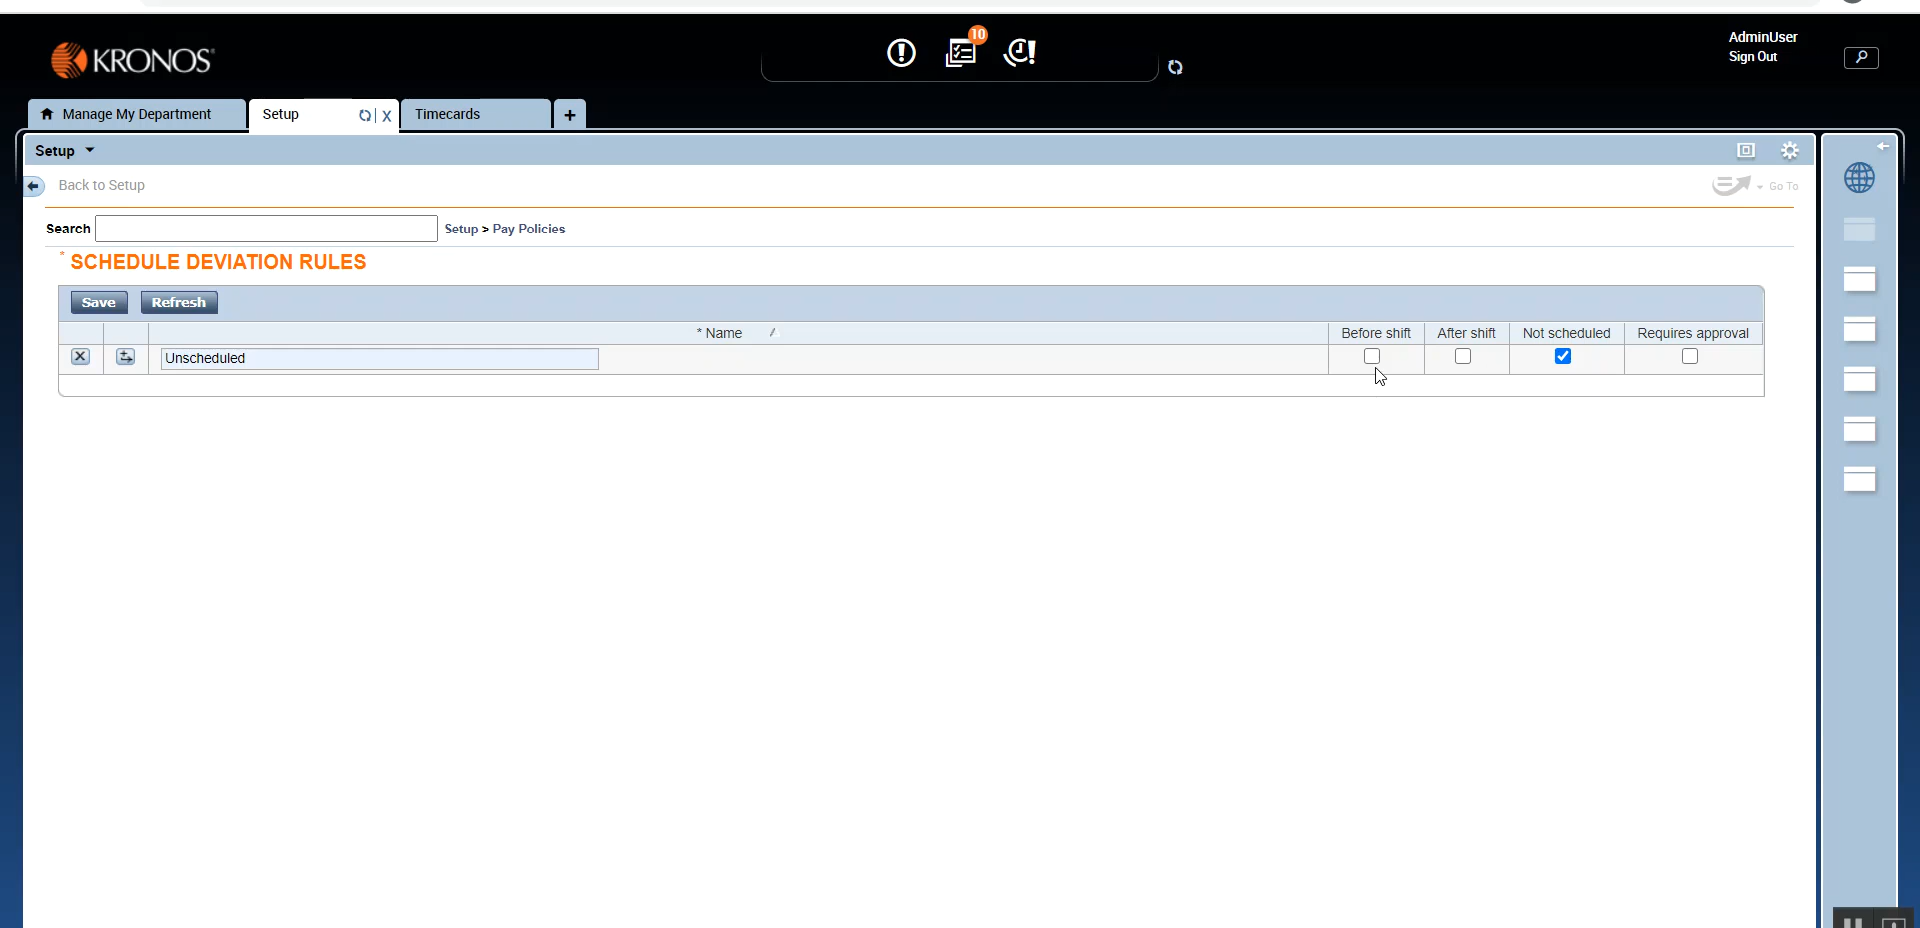 KRONOS
10
AdminUser
Sign Out
Manage My Department
Setup
X
Timecards
+
Setup
Back to Setup
Go To
Search
Setup > Pay Policies
* SCHEDULE DEVIATION RULES
Save
Refresh
* Name
Before shift
After shift
Not scheduled
Requires approval
Unscheduled